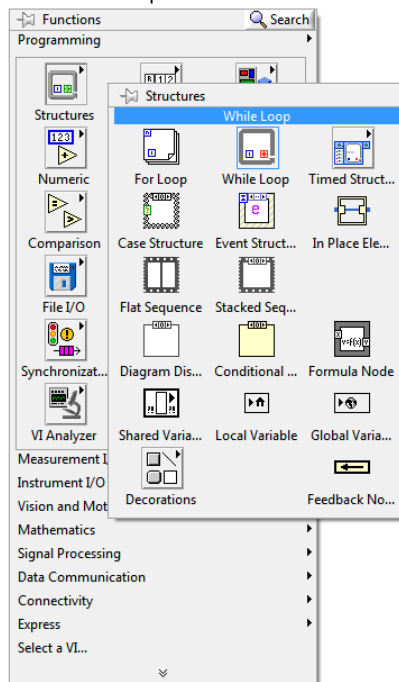 Functions
Search
Programming
Structures
While Loop
Structures
For Loop
While Loop
Timed Struct...
Numeric
Case Structure
Event Struct...
In Place Ele...
Comparison
Flat Sequence
Stacked Seq...
File I/O
Diagram Dis...
Conditional ...
Formula Node
Synchronizat...
Shared Varia...
Local Variable
Global Varia...
VI Analyzer
Decorations
Feedback No...
Measurement I
Instrument I/O
Vision and Mot
Mathematics
Signal Processing
Data Communication
Connectivity
Express
Select a VI...